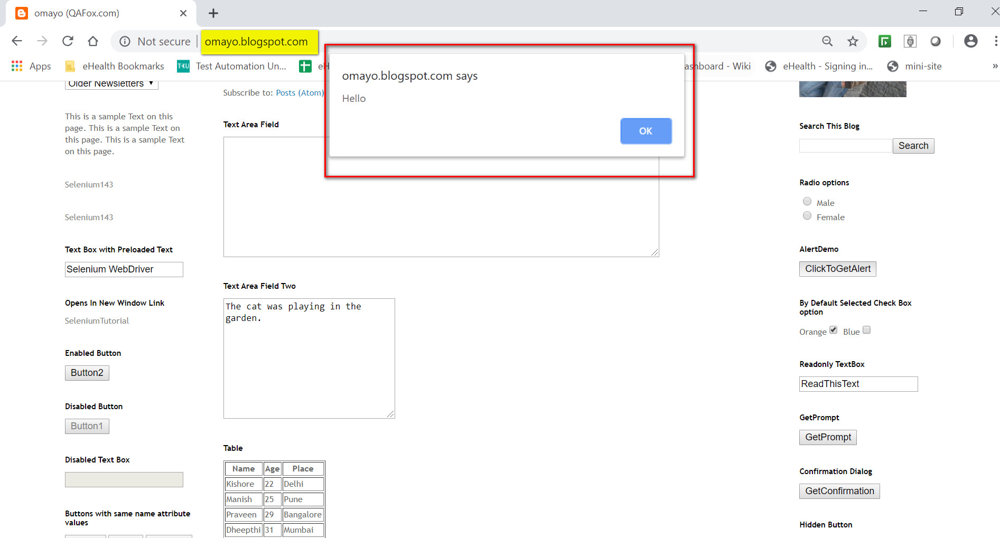 omayo (QAFox.com)
Not secure
omayo.blogspot.com
Apps
eHealth Bookmarks
Test Automation Un...
ashboard - Wiki
eHealth - Signing in...
mini-site
»
omayo.blogspot.com says
Hello
OK
Older Newsletters
This is a sample Text on this
page. This is a sample Text on
this page. This is a sample Text
on this page.
Selenium143
Selenium143
Text Box with Preloaded Text
Selenium WebDriver
Opens In New Window Link
SeleniumTutorial
Enabled Button
Button2
Disabled Button
Button1
Disabled Text Box
Buttons with same name attribute
values
Subscribe to: Posts (Atom)
Text Area Field
Text Area Field Two
The cat was playing in the
garden.
Table
Name Age Place
Kishore 22 Delhi
Manish 25 Pune
Praveen 29 Bangalore
Dheepthi 31 Mumbai
Search This Blog
Search
Radio options
Male
Female
AlertDemo
ClickToGetAlert
By Default Selected Check Box
option
Orange Blue
Readonly TextBox
ReadThisText
GetPrompt
GetPrompt
Confirmation Dialog
GetConfirmation
Hidden Button